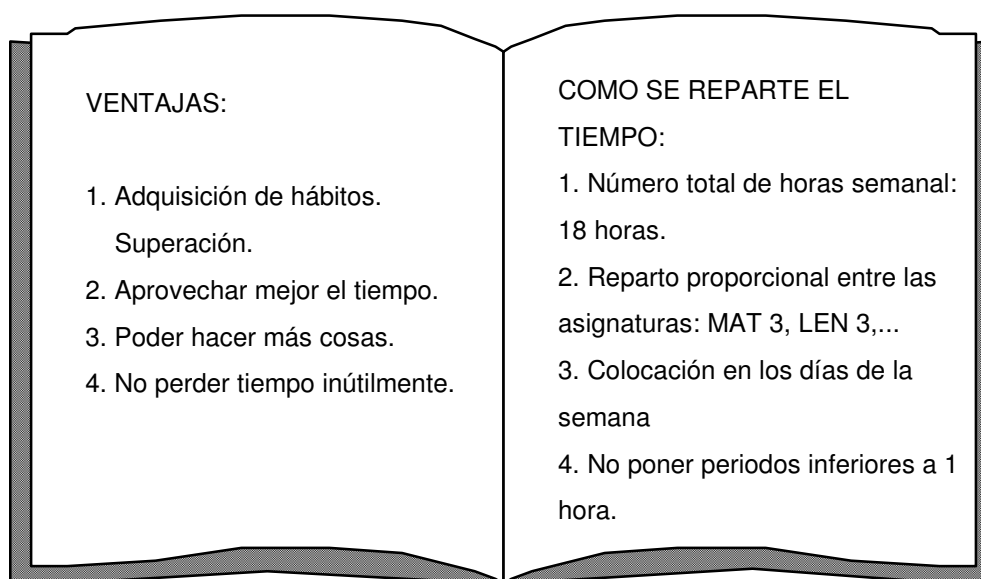 VENTAJAS:
1. Adquisición de hábitos.
Superación.
2. Aprovechar mejor el tiempo.
3. Poder hacer más cosas.
4. No perder tiempo inútilmente.
COMO SE REPARTE EL
TIEMPO:
1. Número total de horas semanal:
18 horas.
2. Reparto proporcional entre las
asignaturas: MAT 3, LEN 3,...
3. Colocación en los días de la
semana
4. No poner periodos inferiores a 1
hora.